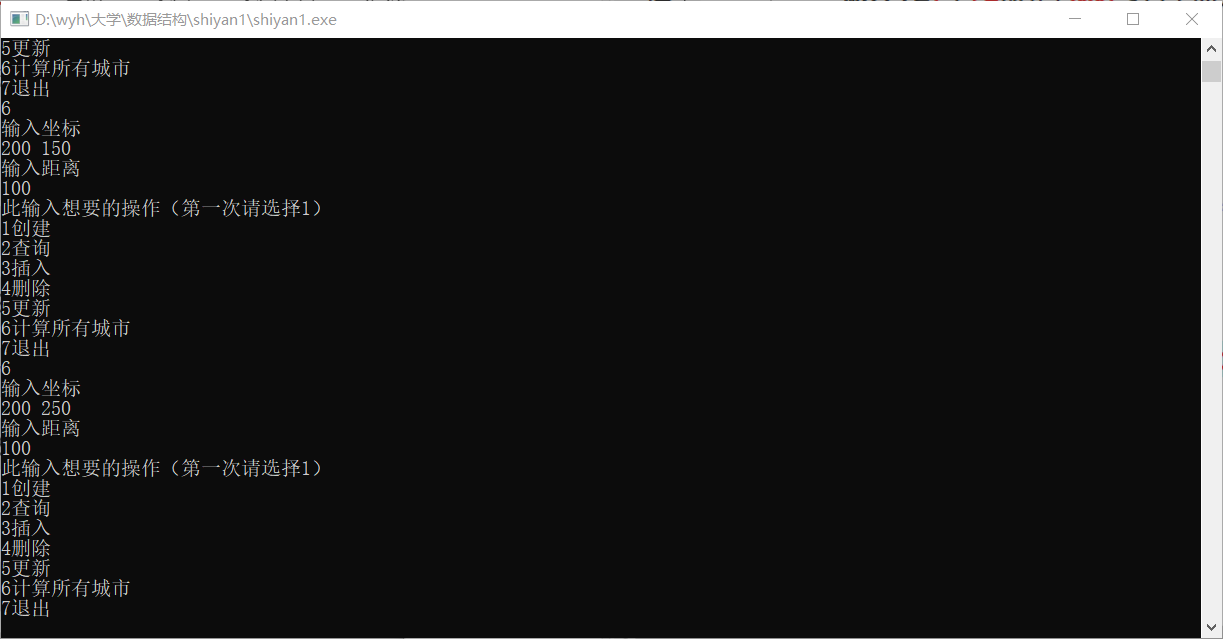 D:\wyh\大学\数据结构\shiyan1\shiyan1.exe
5更新
6计算所有城市
7退出
6
输入坐标
200 150
输入距离
100
此输入想要的操作（第一次请选择1）
1创建
2查询
3插入
4删除
5更新
6计算所有城市
7退出
6
输入坐标
200 250
输入距离
100
此输入想要的操作（第一次请选择1）
1创建
2查询
3插入
4删除
5更新
6计算所有城市
7退出